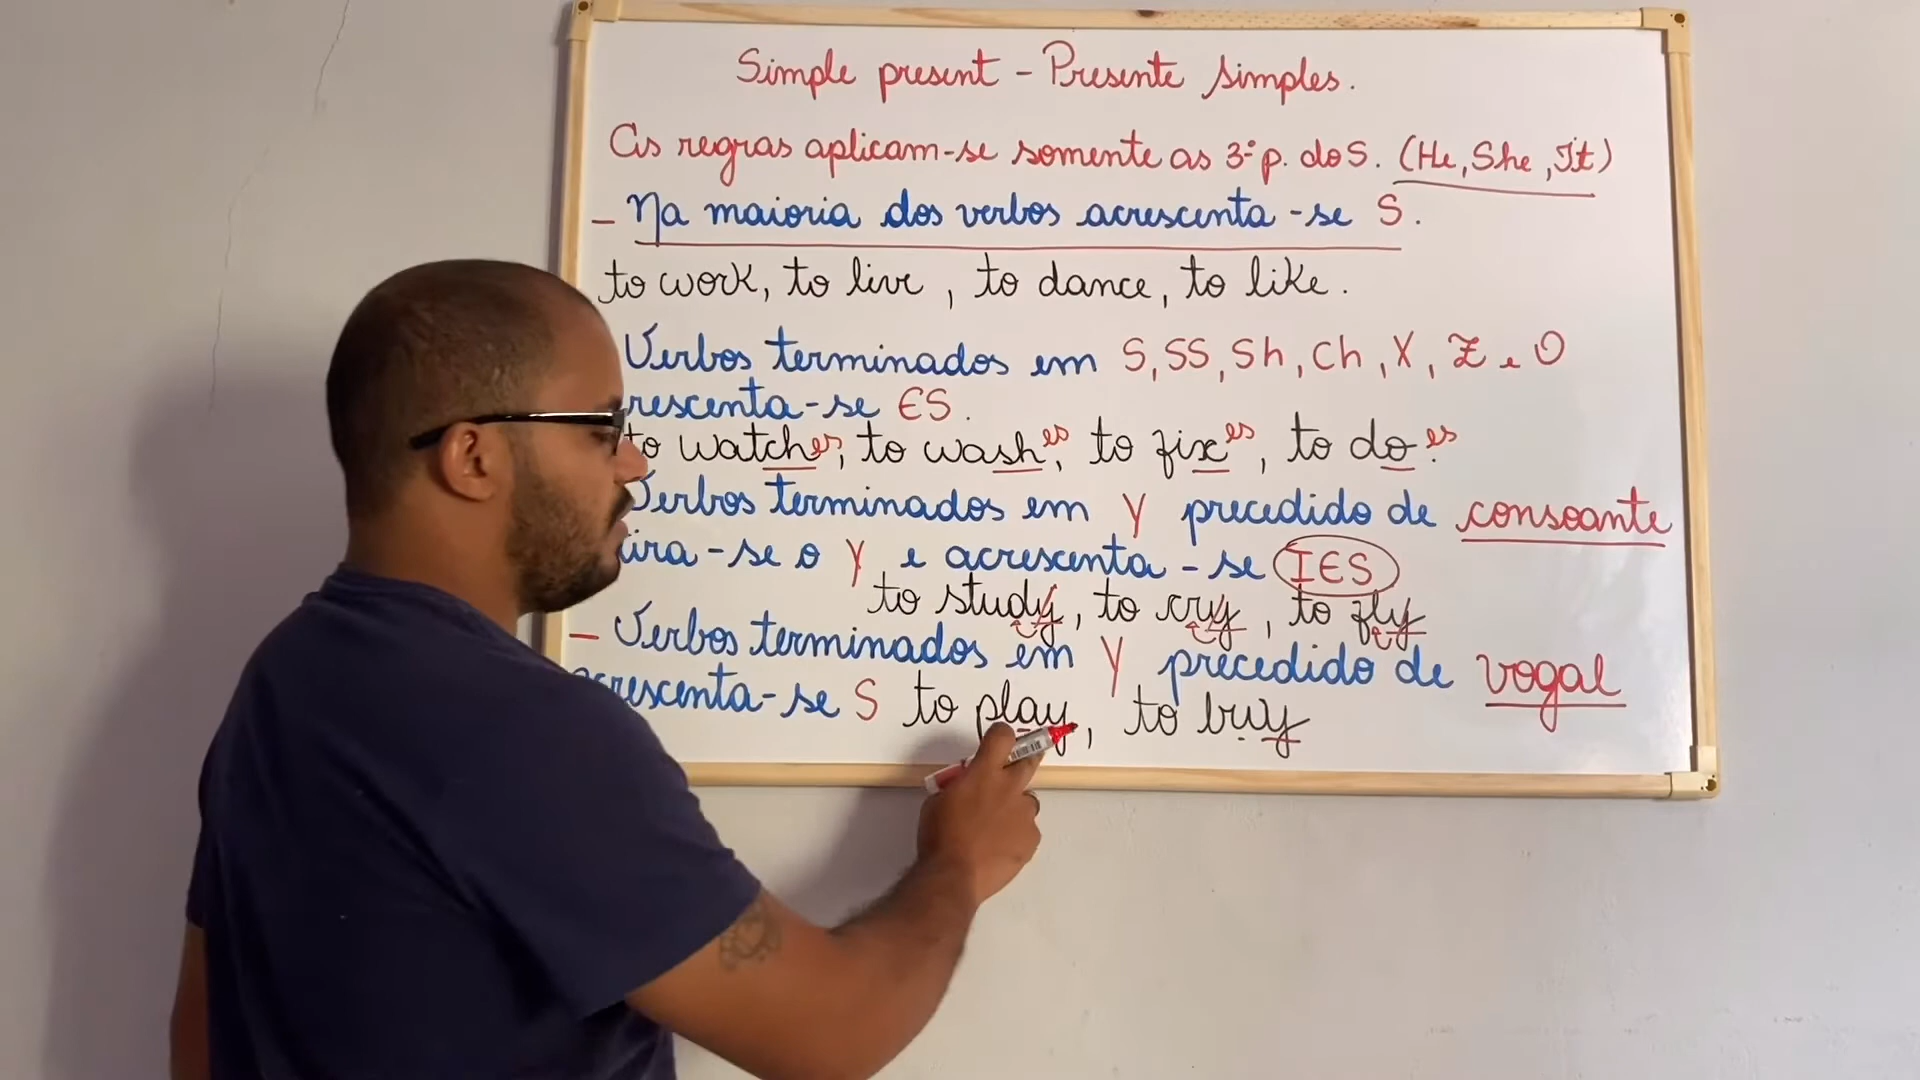 Simple present - Presente simples.
As regras aplicam-se somente as 3ª p. do S. (He, She, It)
- Na maioria dos verbos acrescenta-se S.
to work, to live, to dance, to like.
Verbos terminados em S, SS, Sh, Ch, X, Z e O
rescenta-se ES.
to watches, to washes, to fixes, to does.
Verbos terminados em Y precedido de consoante
tira-se o Y e acrescenta-se IES
to study, to cry, to fly
- Verbos terminados em Y precedido de vogal
acrescenta-se S to play, to buy